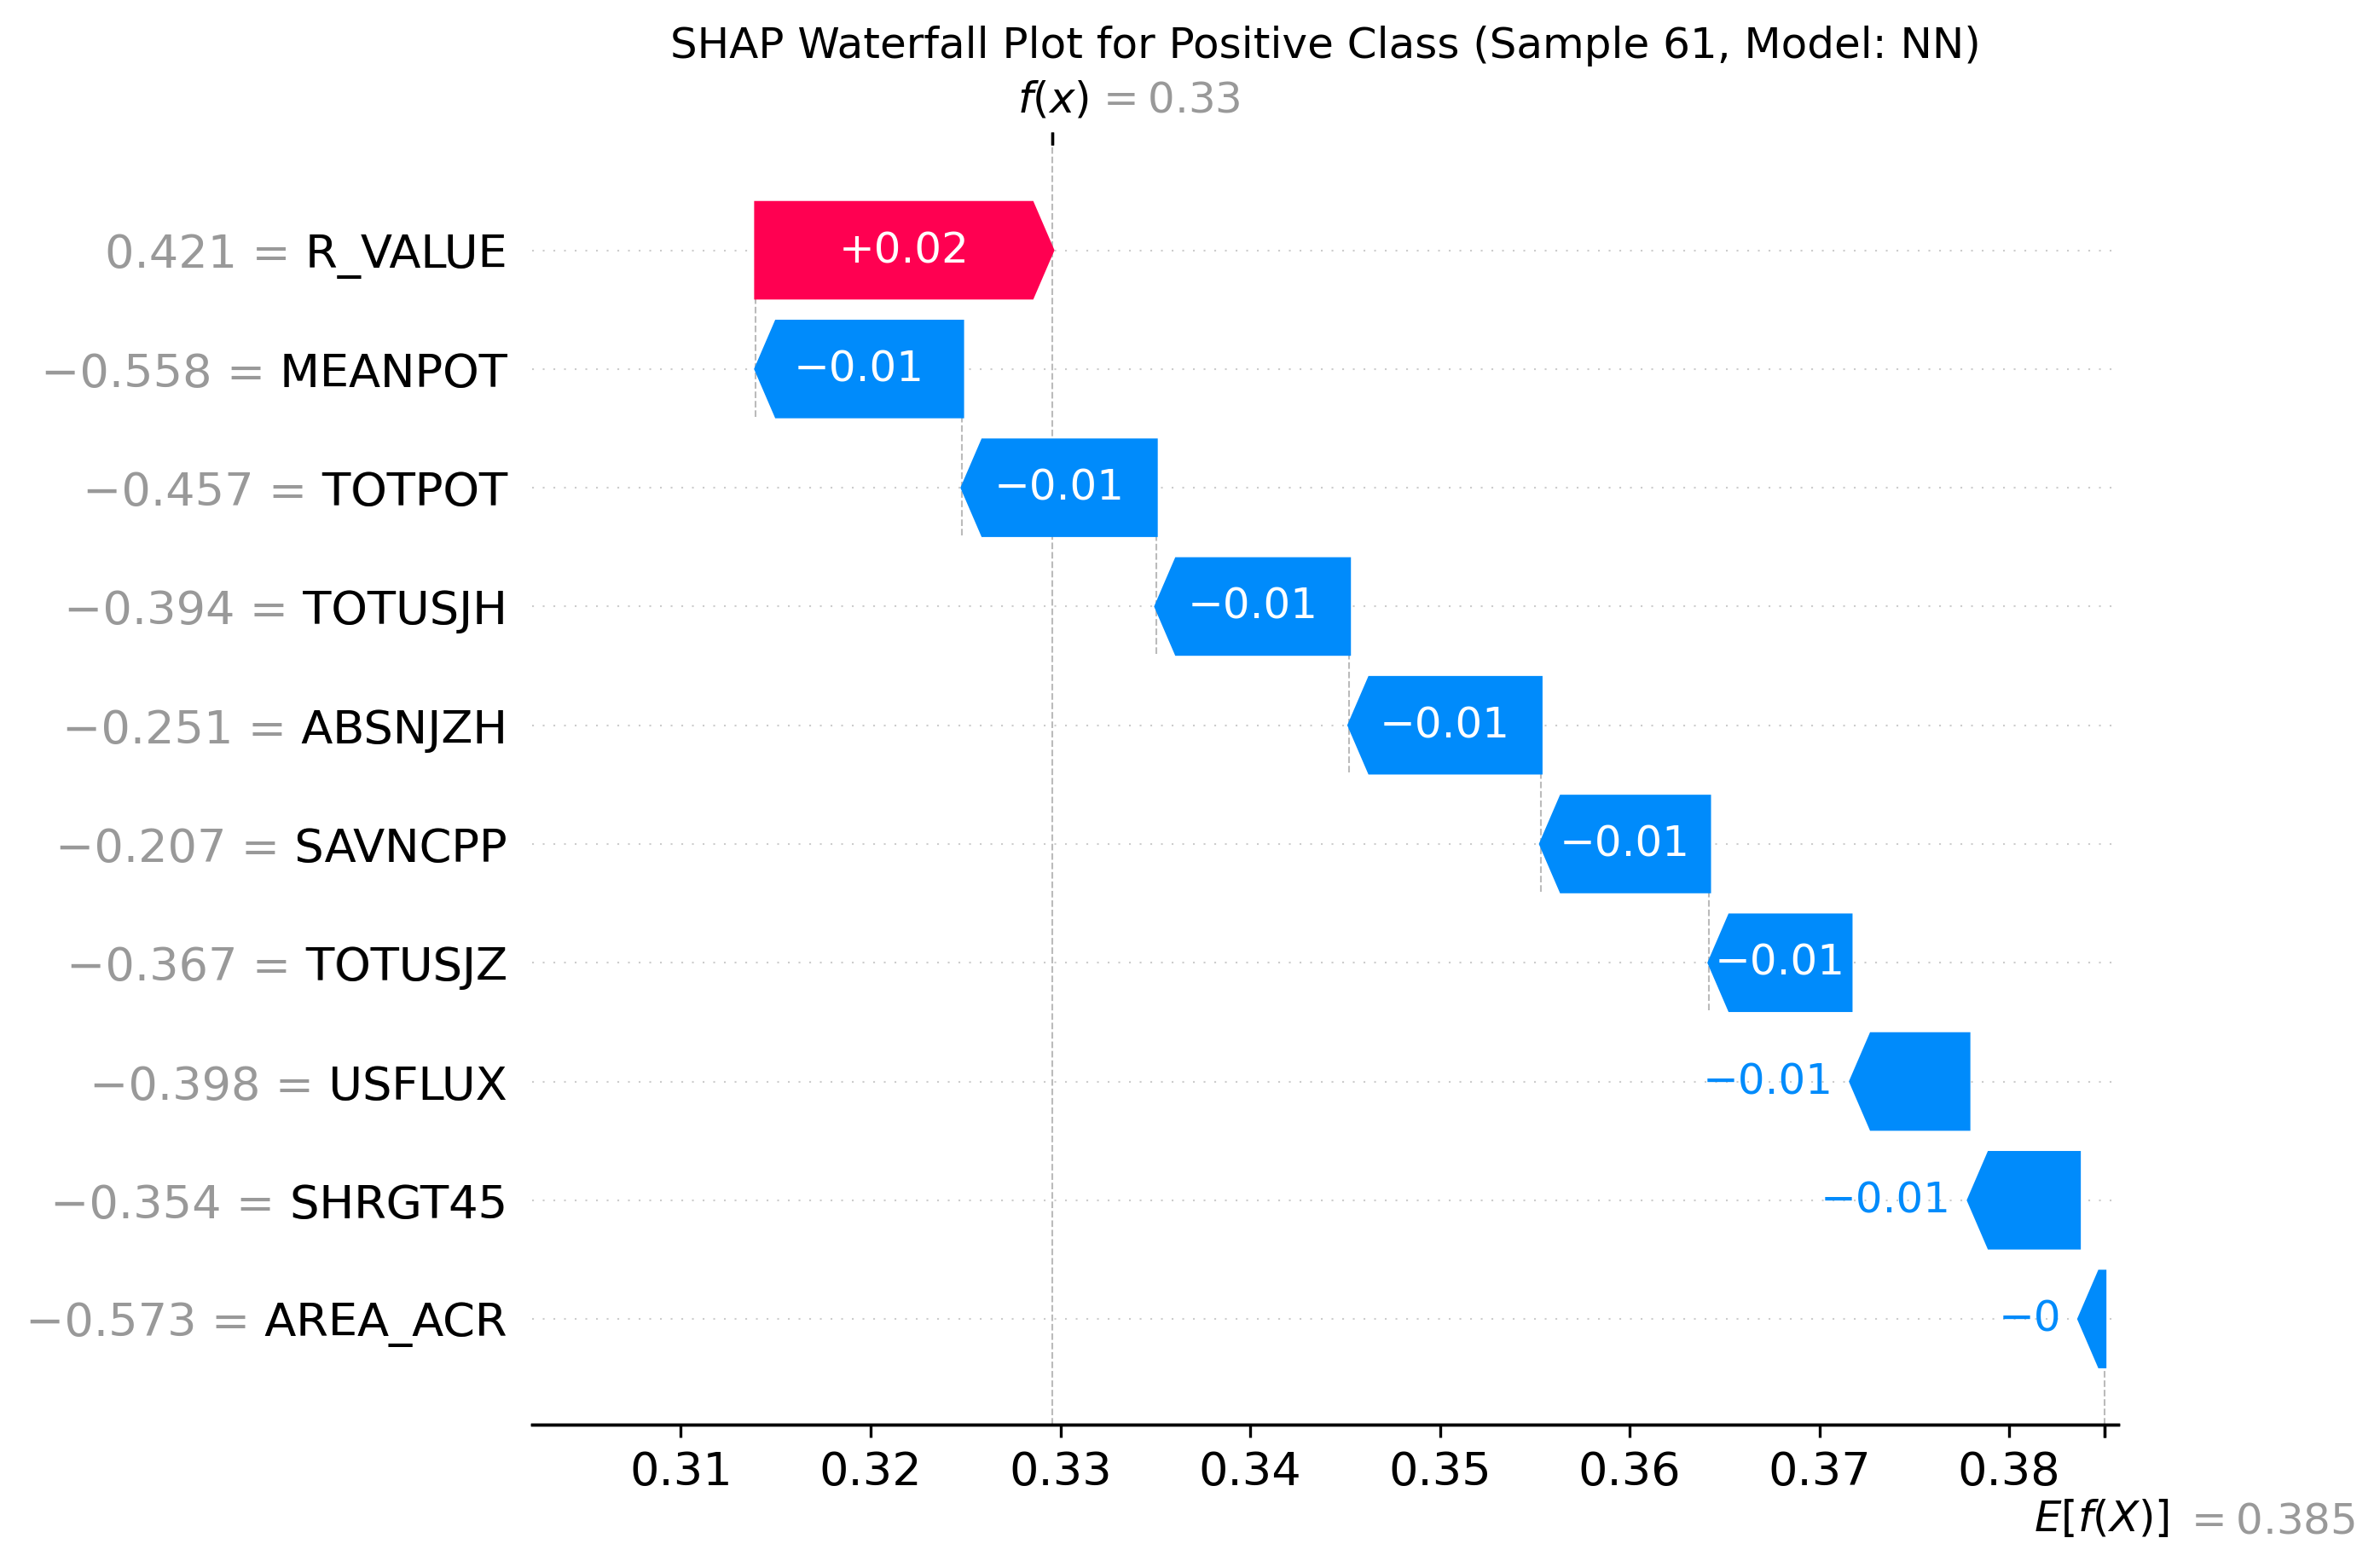 SHAP Waterfall Plot for Positive Class (Sample 61, Model: NN)
f(x) = 0.33
0.421 = R_VALUE +0.02
−0.558 = MEANPOT −0.01
−0.457 = TOTPOT −0.01
−0.394 = TOTUSJH −0.01
−0.251 = ABSNJZH −0.01
−0.207 = SAVNCPP −0.01
−0.367 = TOTUSJZ −0.01
−0.398 = USFLUX −0.01
−0.354 = SHRGT45 −0.01
−0.573 = AREA_ACR −0
0.31 0.32 0.33 0.34 0.35 0.36 0.37 0.38
E[f(X)] = 0.385